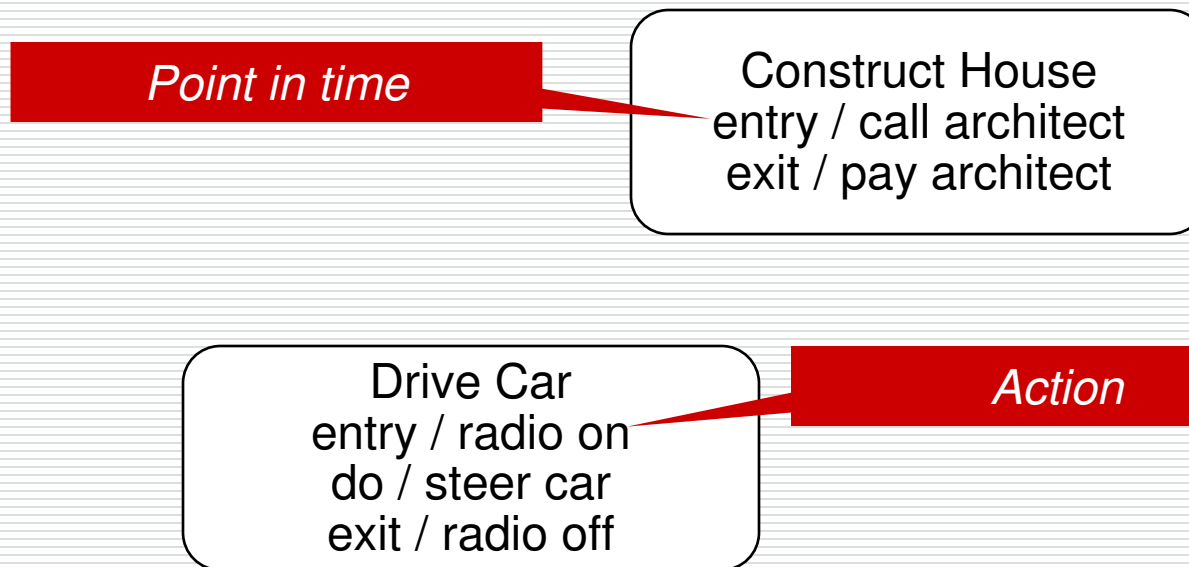 Point in time
Construct House
entry / call architect
exit / pay architect
Drive Car
entry / radio on
do / steer car
exit / radio off
Action